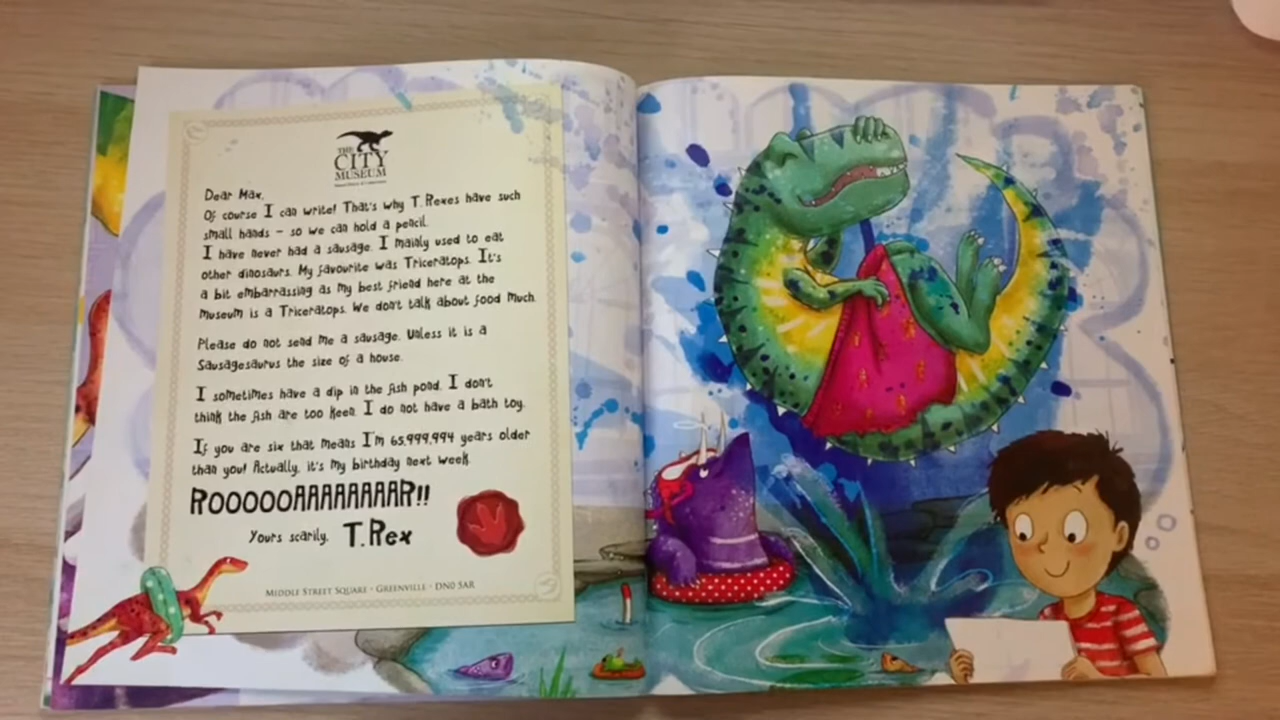 THE
CITY
MUSEUM
Dear Max,
Of course I can write! That's why T.Rexes have such
small hands – so we can hold a pencil.
I have never had a sausage. I mainly used to eat
other dinosaurs. My favourite was Triceratops. It's
a bit embarrassing as my best friend here at the
Museum is a Triceratops. We don't talk about food much.
Please do not send me a sausage. Unless it is a
Sausagesaurus the size of a house.
I sometimes have a dip in the fish pond. I don't
think the fish are too keen. I do not have a bath toy.
If you are six that means I'm 65,999,994 years older
than you! Actually, it's my birthday next week.
ROOOOOAAAAAAAAR!!
Yours scarily,
T.Rex
MIDDLE STREET SQUARE • GREENVILLE • DN0 5AR